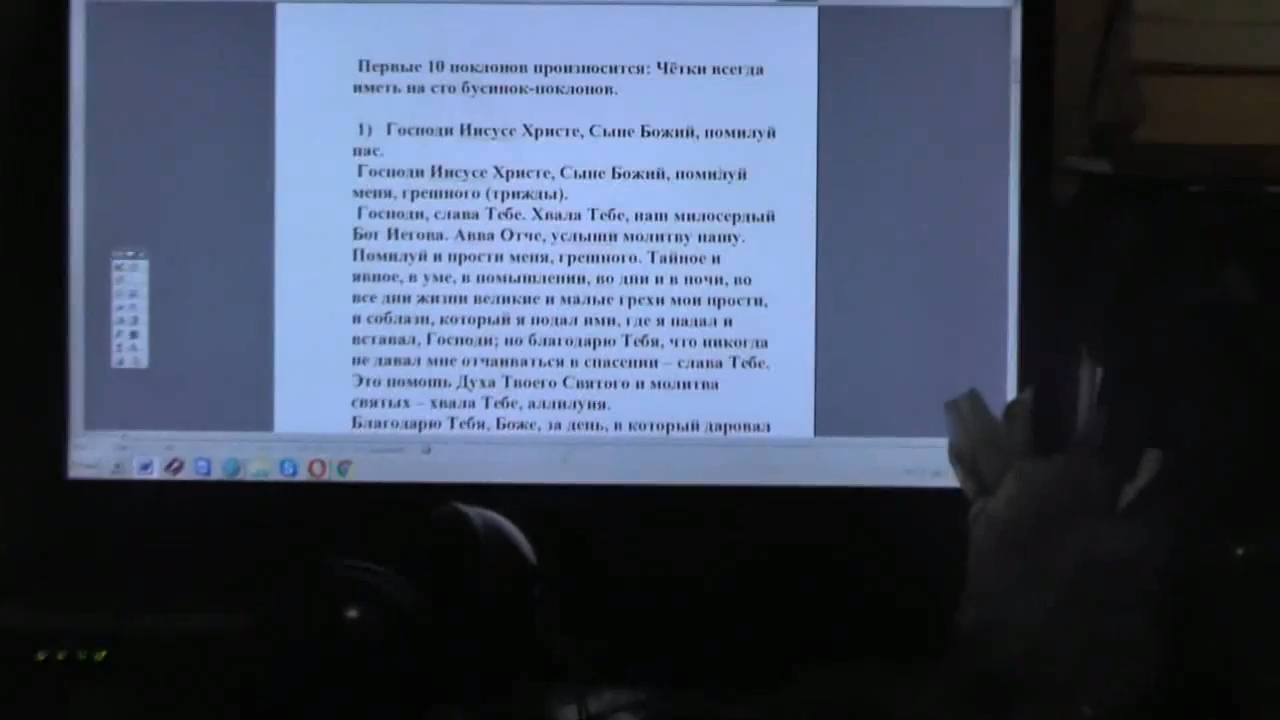 Первые 10 поклонов произносится: Чётки всегда
иметь на сто бусинок-поклонов.
1) Господи Иисусе Христе, Сыне Божий, помилуй
нас.
Господи Иисусе Христе, Сыне Божий, помилуй
меня, грешного (трижды).
Господи, слава Тебе. Хвала Тебе, наш милосердый
Бог Иегова. Авва Отче, услыши молитву нашу.
Помилуй и прости меня, грешного. Тайное и
явное, в уме, в помышлении, во дни и в ночи, во
все дни жизни великие и малые грехи мои прости,
и соблазн, который я подал ими, где я падал и
вставал, Господи; но благодарю Тебя, что никогда
не давал мне отчаиваться в спасении – слава Тебе.
Это помощь Духа Твоего Святого и молитва
святых – хвала Тебе, аллилуия.
Благодарю Тебя, Боже, за день, в который даровал